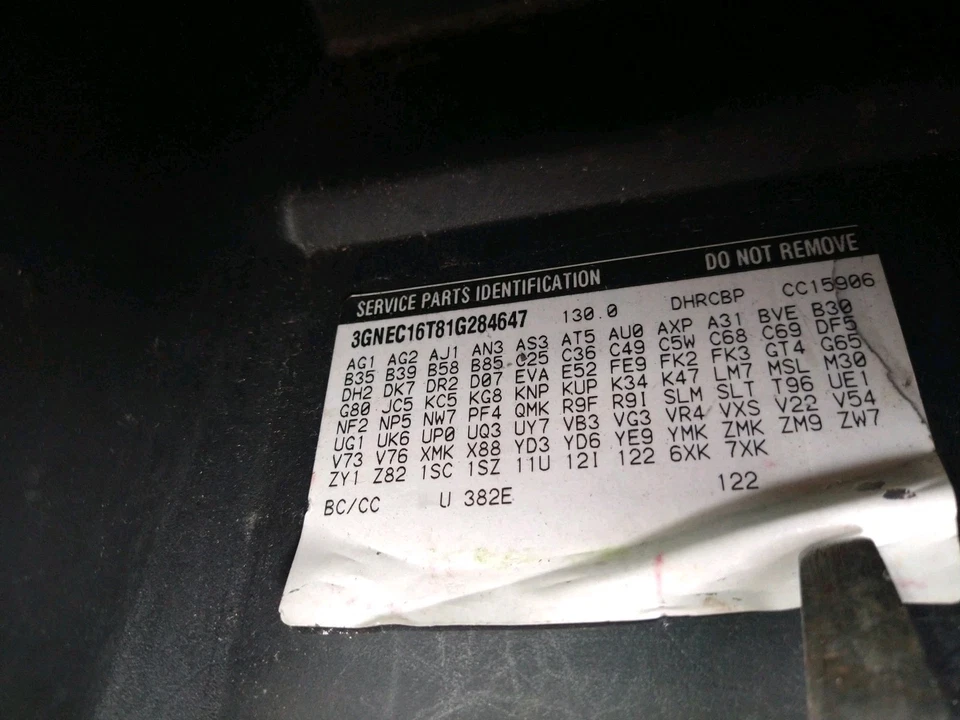 SERVICE PARTS IDENTIFICATION DO NOT REMOVE
3GNEC16T81G284647 130.0 DHRCBP CC15906
AG1 AG2 AJ1 AN3 AS3 AT5 AU0 AXP A31 BVE B30
B35 B39 B58 B85 C25 C36 C49 C5W C68 C69 DF5
DH2 DK7 DR2 D07 EVA E52 FE9 FK2 FK3 GT4 G65
G80 JC5 KC5 KG8 KNP KUP K34 K47 LM7 MSL M30
NF2 NP5 NW7 PF4 QMK R9F R9I SLM SLT T96 UE1
UG1 UK6 UP0 UQ3 UY7 VB3 VG3 VR4 VXS V22 V54
V73 V76 XMK X88 YD3 YD6 YE9 YMK ZMK ZM9 ZW7
ZY1 Z82 1SC 1SZ 11U 12I 122 6XK 7XK
BC/CC U 382E 122